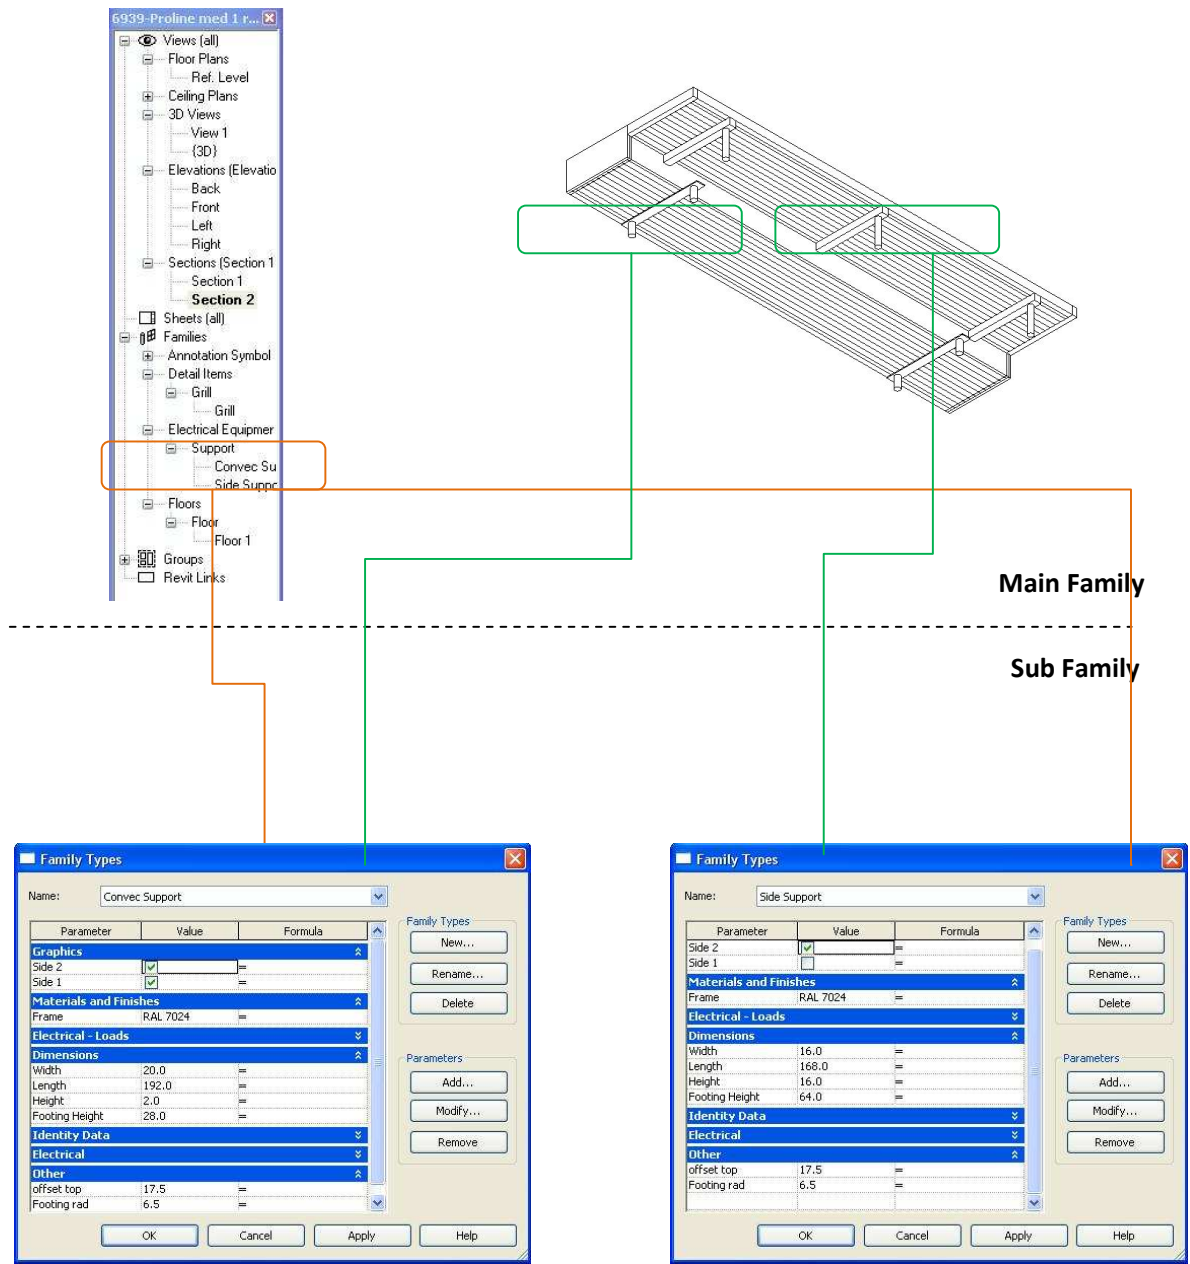 6939-Proline med 1 r...
Views (all)
Floor Plans
Ref. Level
Ceiling Plans
3D Views
View 1
{3D}
Elevations (Elevatio
Back
Front
Left
Right
Sections (Section 1
Section 1
Section 2
Sheets (all)
Families
Annotation Symbol
Detail Items
Grill
Grill
Electrical Equipmer
Support
Convec Su
Side Suppc
Floors
Floor
Floor 1
Groups
Revit Links
Main Family
Sub Family
Family Types
Name: Convec Support
Parameter Value Formula
Graphics
Side 2 =
Side 1 =
Materials and Finishes
Frame RAL 7024 =
Electrical - Loads
Dimensions
Width 20.0 =
Length 192.0 =
Height 2.0 =
Footing Height 28.0 =
Identity Data
Electrical
Other
offset top 17.5 =
Footing rad 6.5 =
Family Types
New...
Rename...
Delete
Parameters
Add...
Modify...
Remove
OK Cancel Apply Help
Family Types
Name: Side Support
Parameter Value Formula
Side 2 =
Side 1 =
Materials and Finishes
Frame RAL 7024 =
Electrical - Loads
Dimensions
Width 16.0 =
Length 168.0 =
Height 16.0 =
Footing Height 64.0 =
Identity Data
Electrical
Other
offset top 17.5 =
Footing rad 6.5 =
Family Types
New...
Rename...
Delete
Parameters
Add...
Modify...
Remove
OK Cancel Apply Help